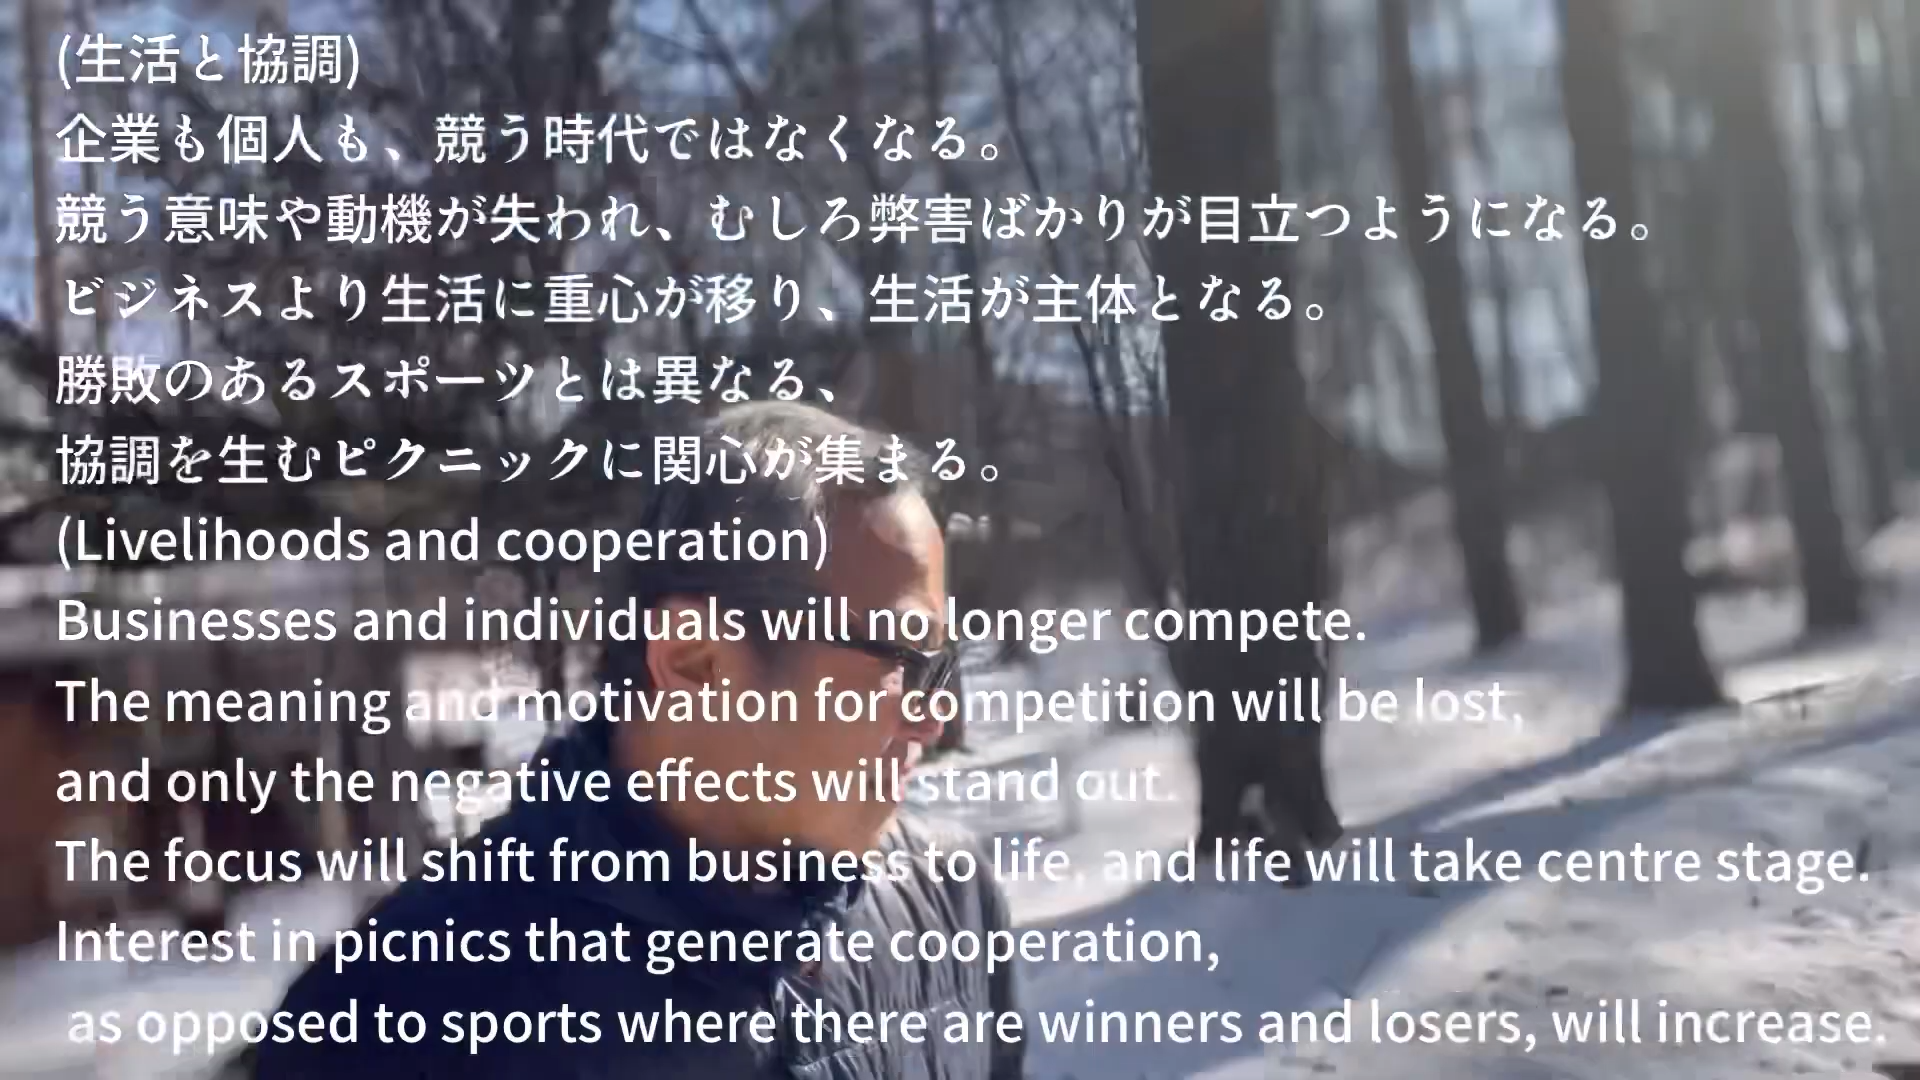 (生活と協調)
企業も個人も、競う時代ではなくなる。
競う意味や動機が失われ、むしろ弊害ばかりが目立つようになる。
ビジネスより生活に重心が移り、生活が主体となる。
勝敗のあるスポーツとは異なる、
協調を生むピクニックに関心が集まる。
(Livelihoods and cooperation)
Businesses and individuals will no longer compete.
The meaning and motivation for competition will be lost,
and only the negative effects will stand out.
The focus will shift from business to life, and life will take centre stage.
Interest in picnics that generate cooperation,
as opposed to sports where there are winners and losers, will increase.